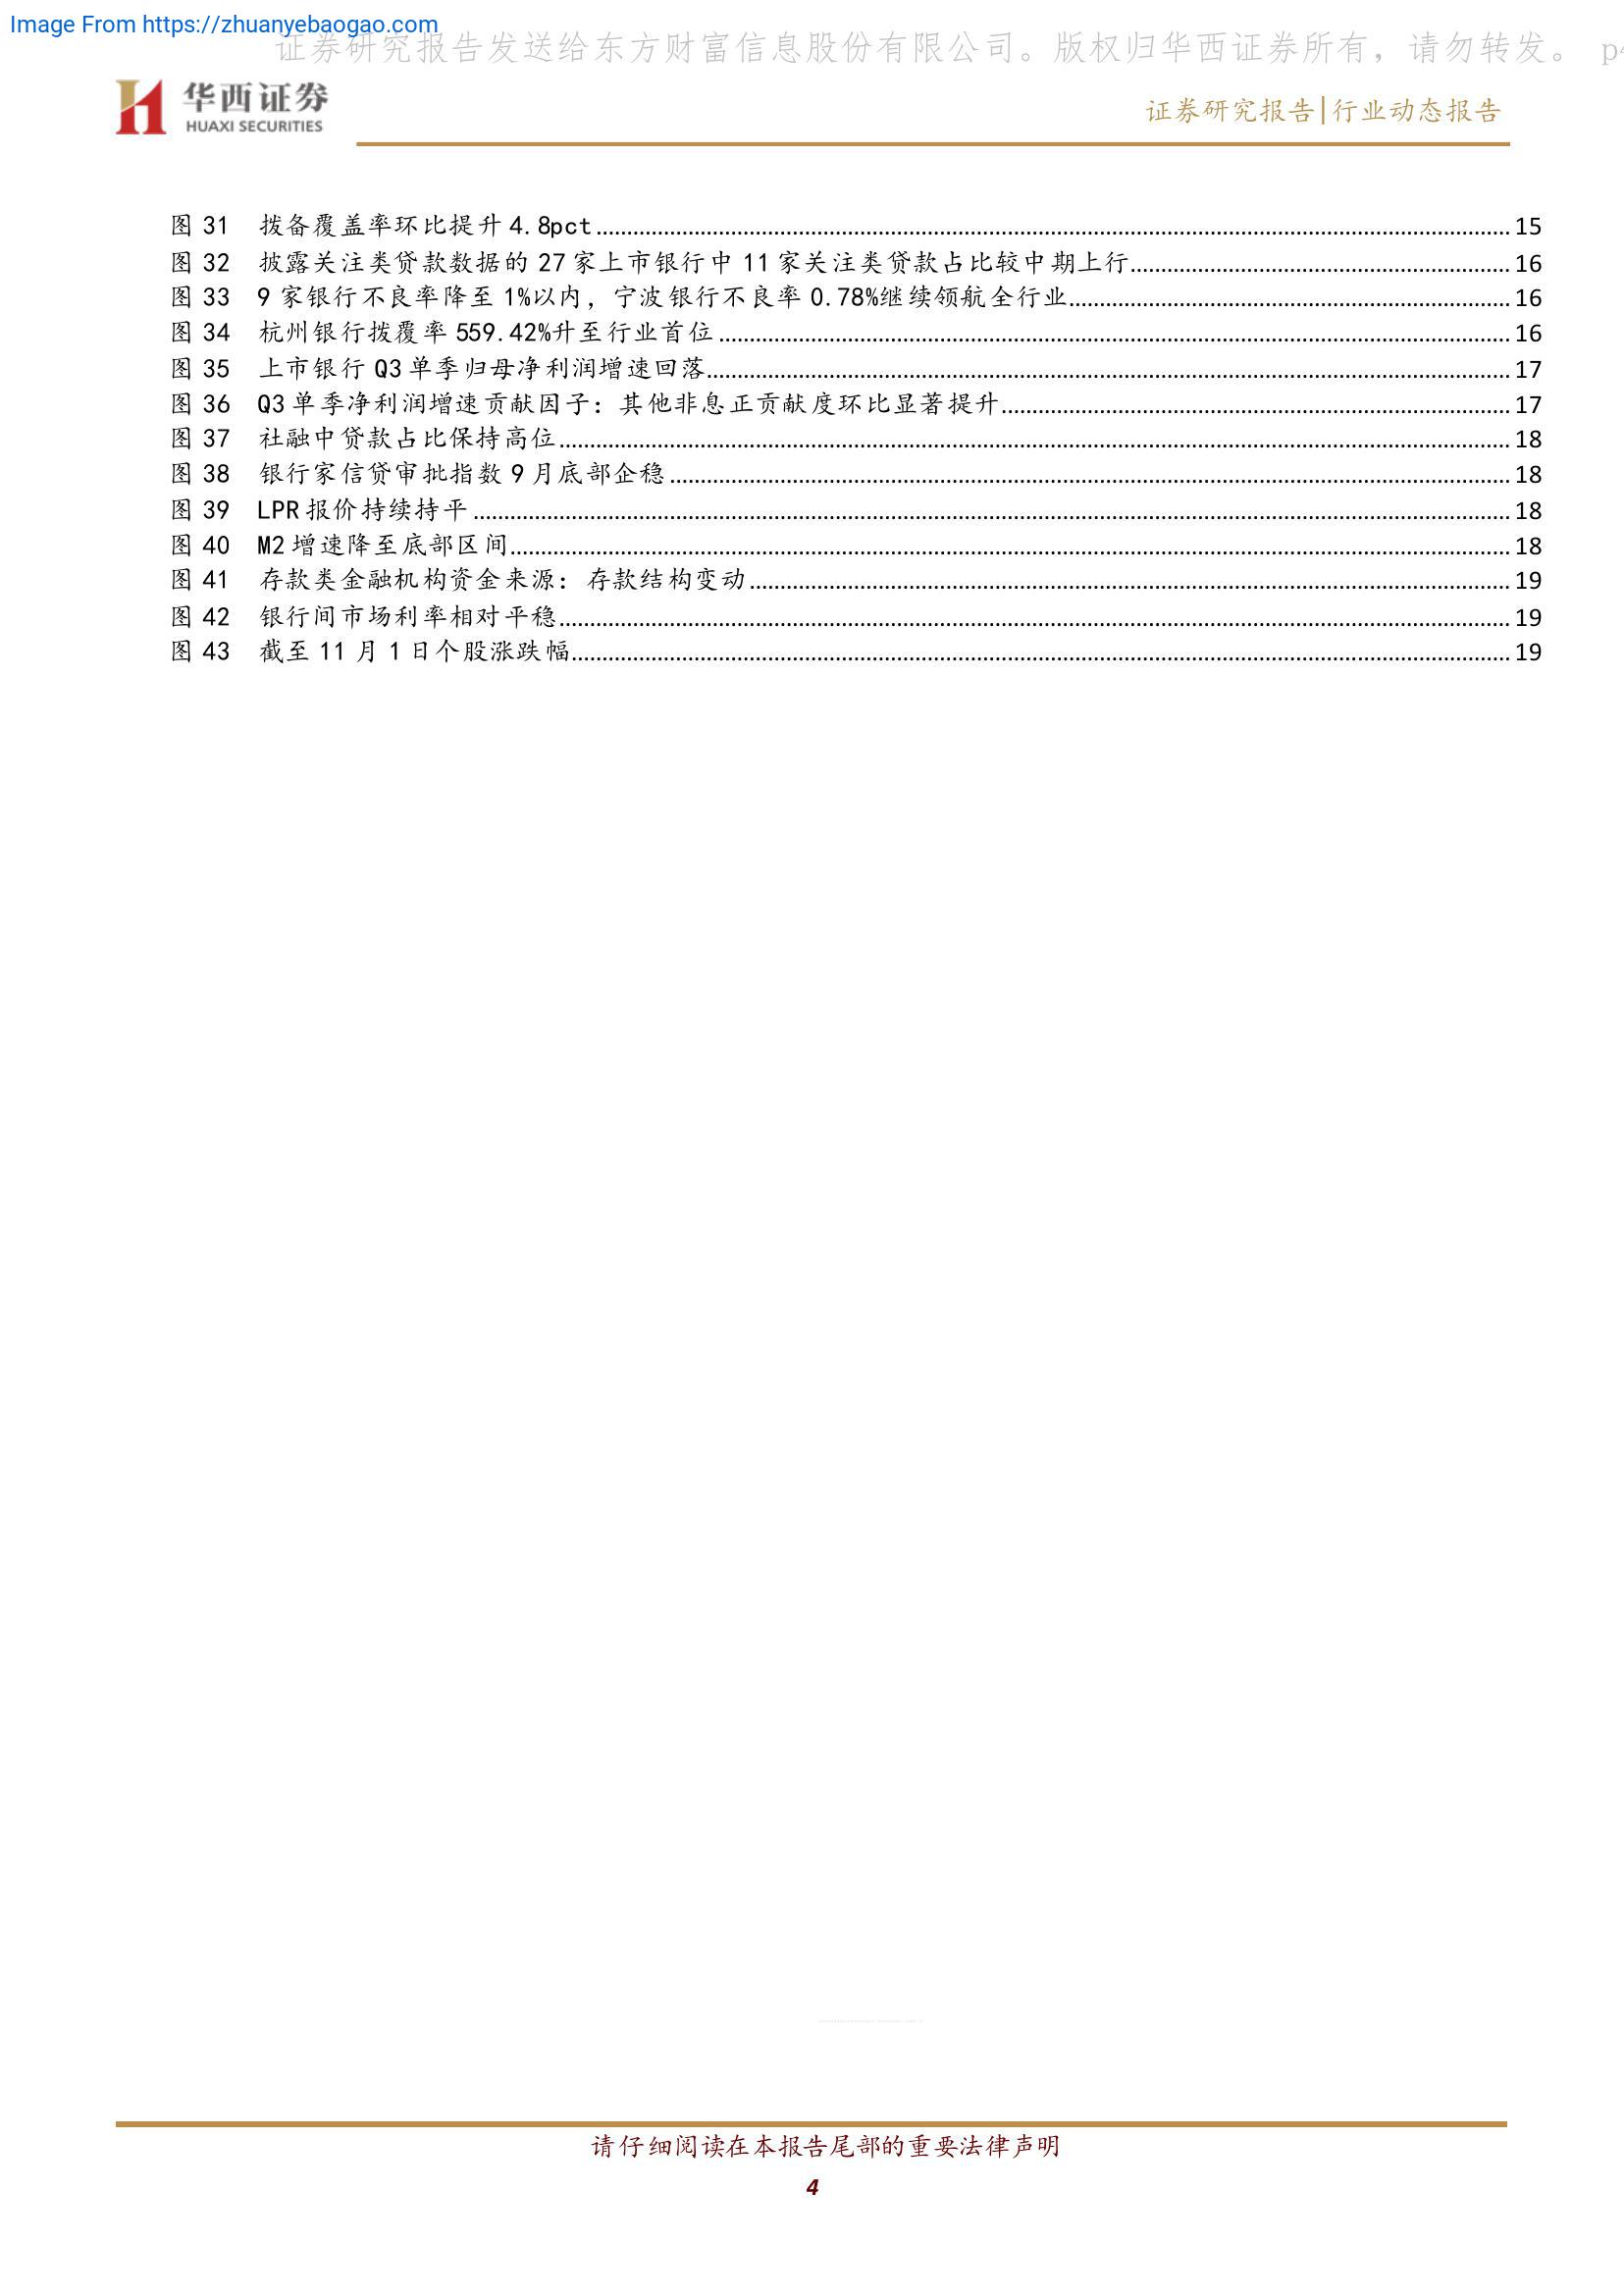 Image From https://zhuanyebaogao.com
证券研究报告发送给东方财富信息股份有限公司。版权归华西证券所有，请勿转发。 p4
华西证券
HUAXI SECURITIES
证券研究报告|行业动态报告
图 31 拨备覆盖率环比提升 4.8pct 15
图 32 披露关注类贷款数据的 27 家上市银行中 11 家关注类贷款占比较中期上行 16
图 33 9 家银行不良率降至 1%以内，宁波银行不良率 0.78%继续领航全行业 16
图 34 杭州银行拨覆率 559.42%升至行业首位 16
图 35 上市银行 Q3 单季归母净利润增速回落 17
图 36 Q3 单季净利润增速贡献因子：其他非息正贡献度环比显著提升 17
图 37 社融中贷款占比保持高位 18
图 38 银行家信贷审批指数 9 月底部企稳 18
图 39 LPR 报价持续持平 18
图 40 M2 增速降至底部区间 18
图 41 存款类金融机构资金来源：存款结构变动 19
图 42 银行间市场利率相对平稳 19
图 43 截至 11 月 1 日个股涨跌幅 19
请仔细阅读在本报告尾部的重要法律声明
4